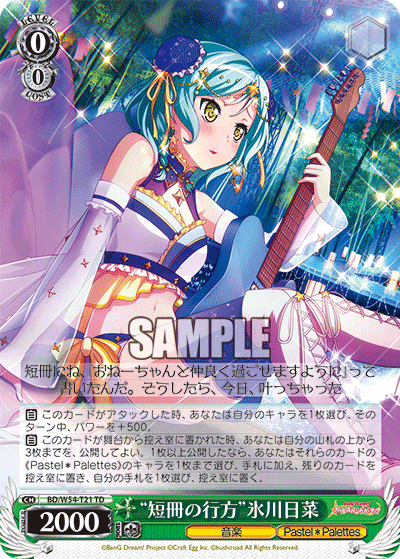 LEVEL
0
0
COST
SAMPLE
短冊にね、「おねーちゃんと仲良く過ごせますように」って
書いたんだ。そうしたら、今日、叶っちゃった
自 このカードがアタックした時、あなたは自分のキャラを1枚選び、そのターン中、パワーを+500。
自 このカードが舞台から控え室に置かれた時、あなたは自分の山札の上から
3枚までを、公開してよい。1枚以上公開したなら、あなたはそれらのカードの
《Pastel*Palettes》のキャラを1枚まで選び、手札に加え、残りのカードを
控え室に置き、自分の手札を1枚選び、控え室に置く。
CH BD/W54-T21 TD
2000
“短冊の行方”氷川日菜
音楽
Pastel*Palettes
©BanG Dream! Project ©Craft Egg Inc. ©bushiroad All Rights Reserved.